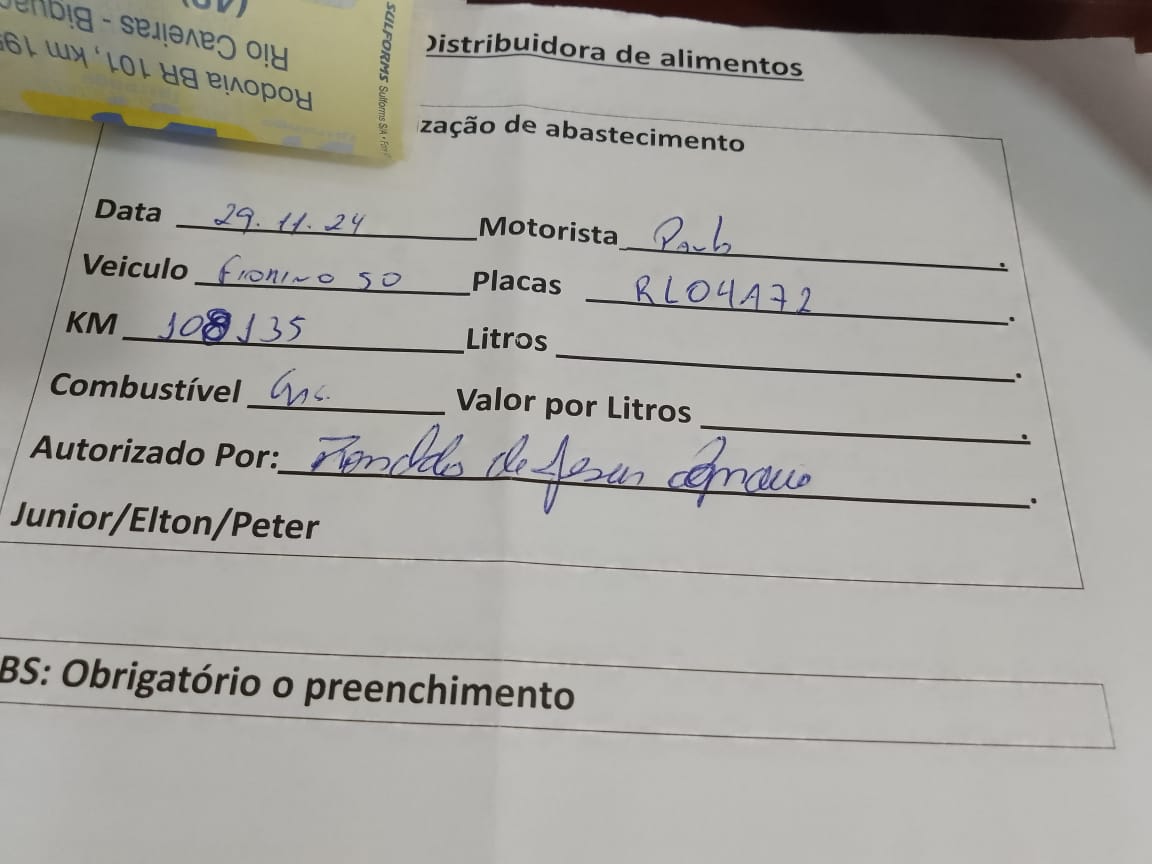 Distribuidora de alimentos
zação de abastecimento
Data 29.11.24 Motorista Paulo
Veiculo Fiorino 50 Placas RLO4A72
KM 108135 Litros
Combustível Gas. Valor por Litros
Autorizado Por: Ronaldo de Jesus
Junior/Elton/Peter
BS: Obrigatório o preenchimento
Rodovia BR 101, km 19
Rio Caveiras - Bigua
SULFORMS Sulforms S/A